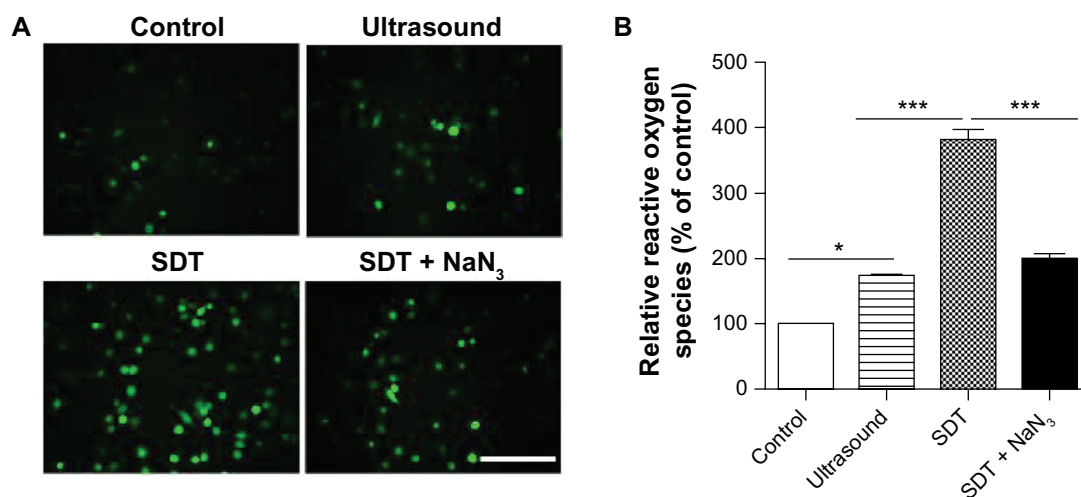 A
Control
Ultrasound
SDT
SDT + NaN₃
B
Relative reactive oxygen
species (% of control)
500
400
300
200
100
0
***
***
*
Control
Ultrasound
SDT
SDT + NaN₃